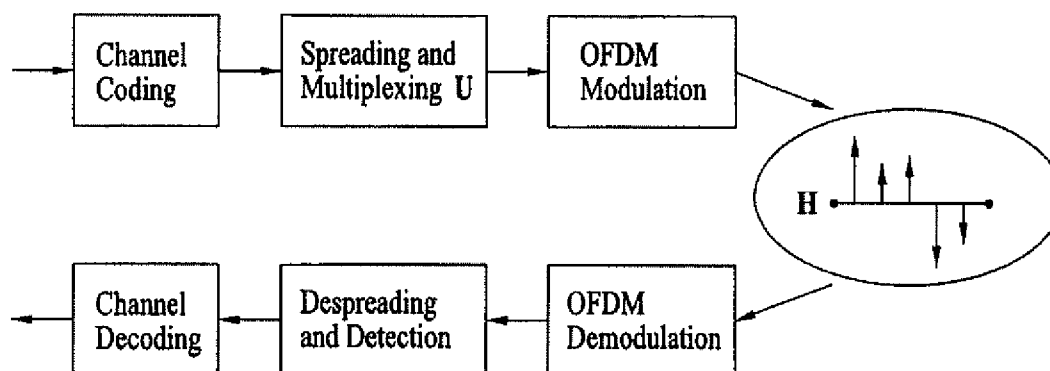 Channel
Coding
Spreading and
Multiplexing U
OFDM
Modulation
H
Channel
Decoding
Despreading
and Detection
OFDM
Demodulation